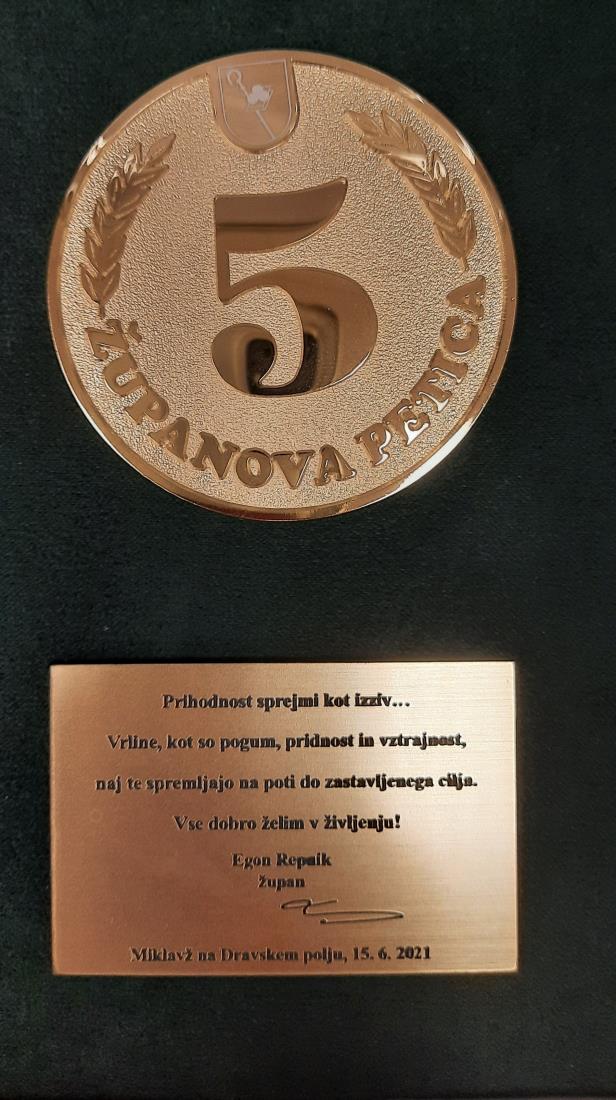 5
ŽUPANOVA PETICA
Prihodnost sprejmi kot izziv...
Vrline, kot so pogum, pridnost in vztrajnost,
naj te spremljajo na poti do zastavljenega cilja.
Vse dobro želim v življenju!
Egon Repnik
župan
Miklavž na Dravskem polju, 15. 6. 2021